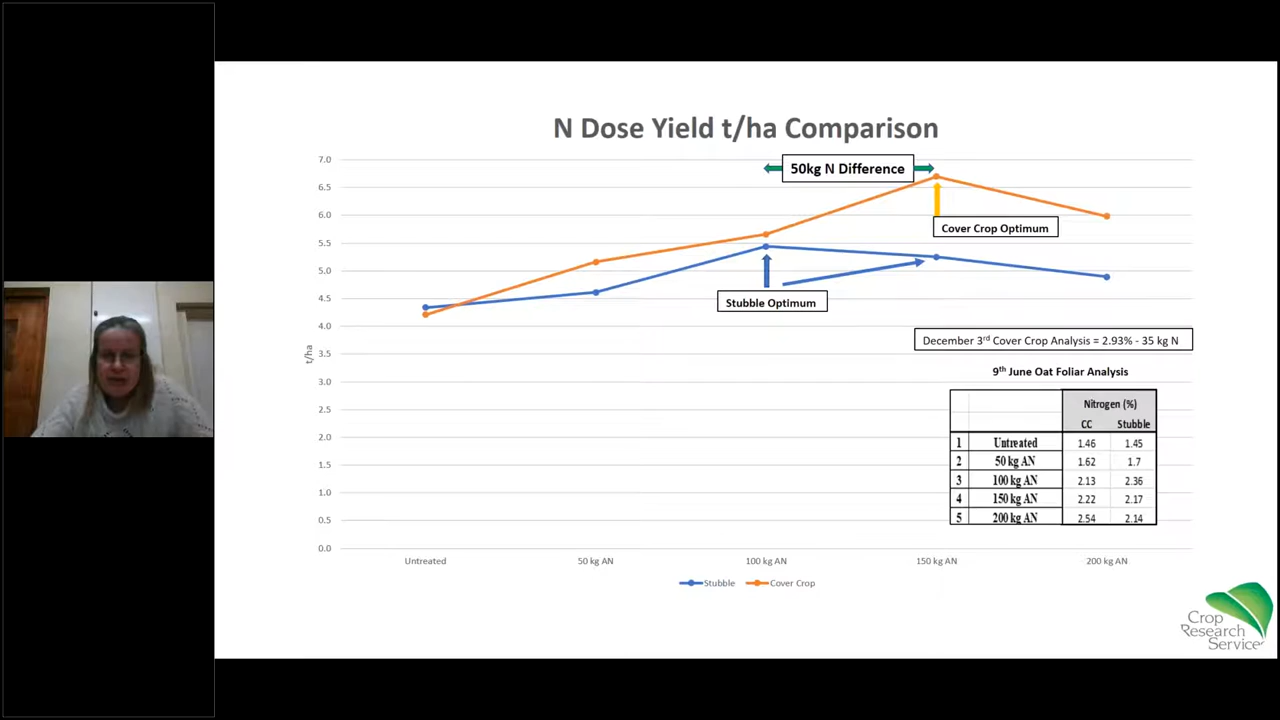 N Dose Yield t/ha Comparison
7.0
50kg N Difference
6.5
6.0
Cover Crop Optimum
5.5
5.0
4.5
Stubble Optimum
4.0
December 3rd Cover Crop Analysis = 2.93% - 35 kg N
t/ha
3.5
9th June Oat Foliar Analysis
3.0
Nitrogen (%)
2.5
CC Stubble
2.0
1 Untreated 1.46 1.45
1.5
2 50 kg AN 1.62 1.7
1.0
3 100 kg AN 2.13 2.36
4 150 kg AN 2.22 2.17
0.5
5 200 kg AN 2.54 2.14
0.0
Untreated 50 kg AN 100 kg AN 150 kg AN 200 kg AN
Stubble Cover Crop
Crop
Research
Services